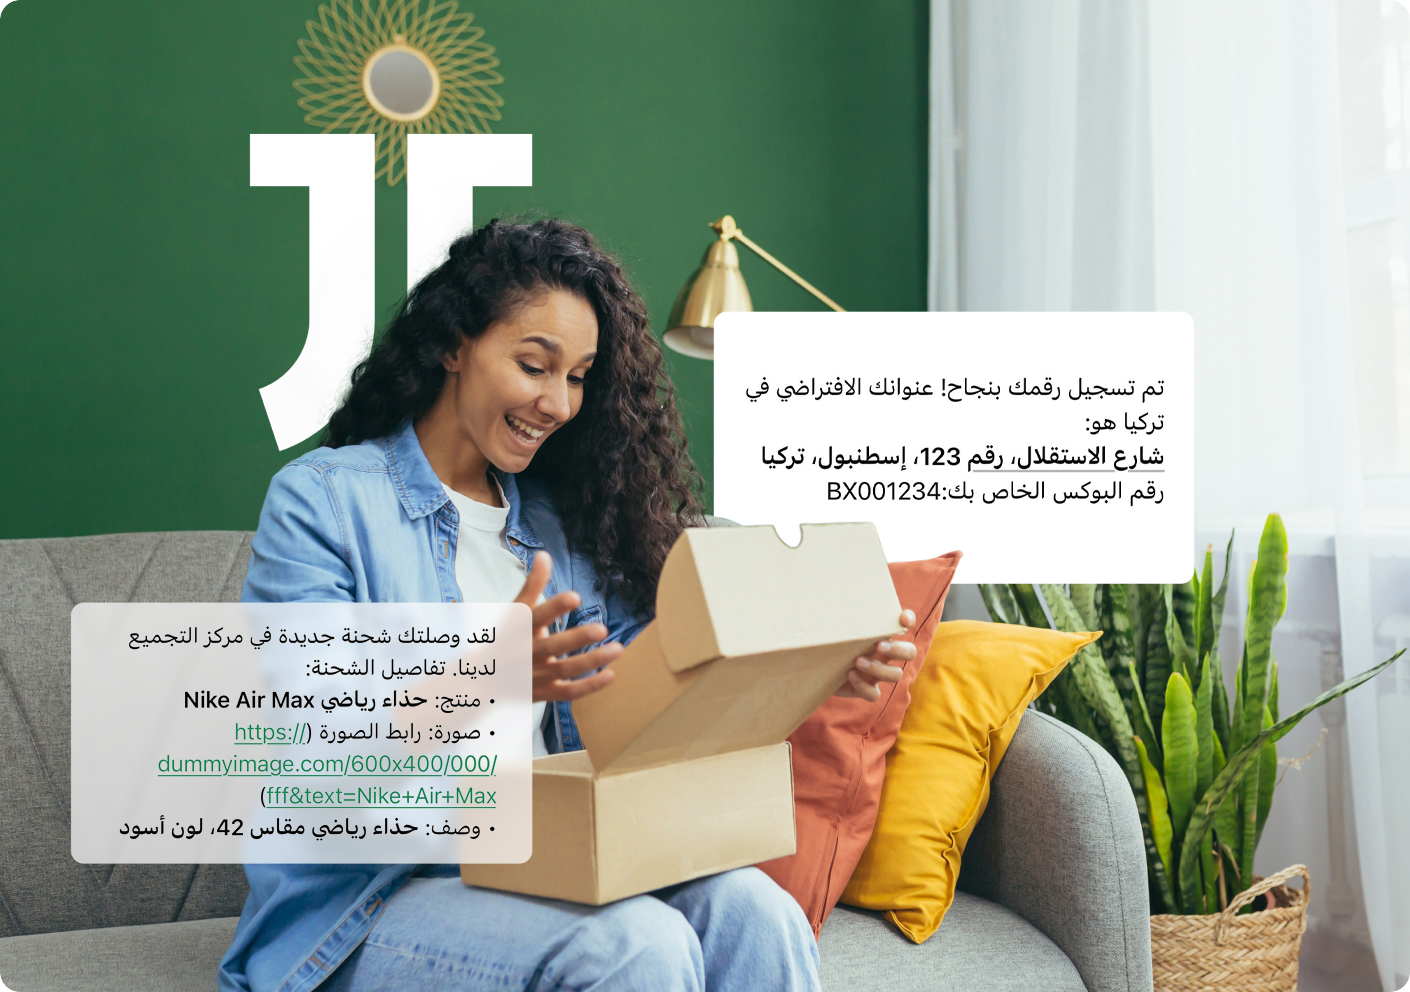 تم تسجيل رقمك بنجاح! عنوانك الافتراضي في
تركيا هو:
شارع الاستقلال، رقم 123، إسطنبول، تركيا
رقم البوكس الخاص بك:BX001234
لقد وصلتك شحنة جديدة في مركز التجميع
لدينا. تفاصيل الشحنة:
• منتج: حذاء رياضي Nike Air Max
• صورة: رابط الصورة (https://
dummyimage.com/600x400/000/
fff&text=Nike+Air+Max)
• وصف: حذاء رياضي مقاس 42، لون أسود